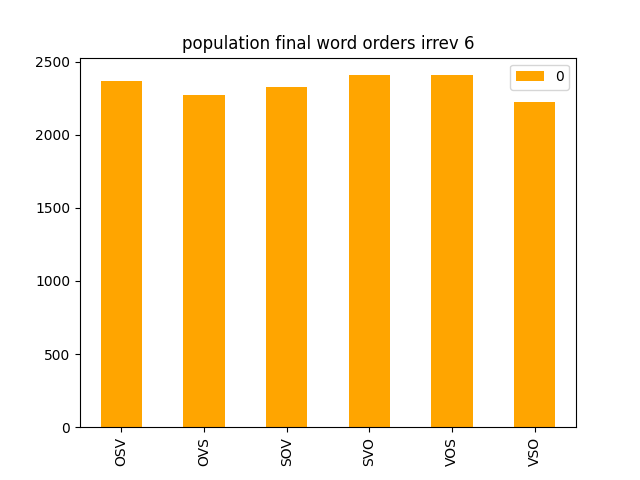 population final word orders irrev 6
0
2500
2000
1500
1000
500
0
OSV
OVS
SOV
SVO
VOS
VSO